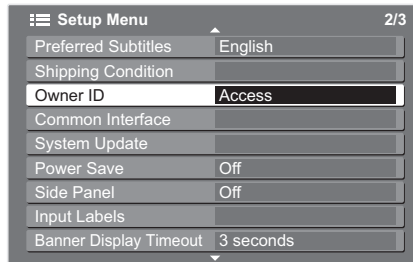 Setup Menu 2/3
Preferred Subtitles English
Shipping Condition
Owner ID Access
Common Interface
System Update
Power Save Off
Side Panel Off
Input Labels
Banner Display Timeout 3 seconds